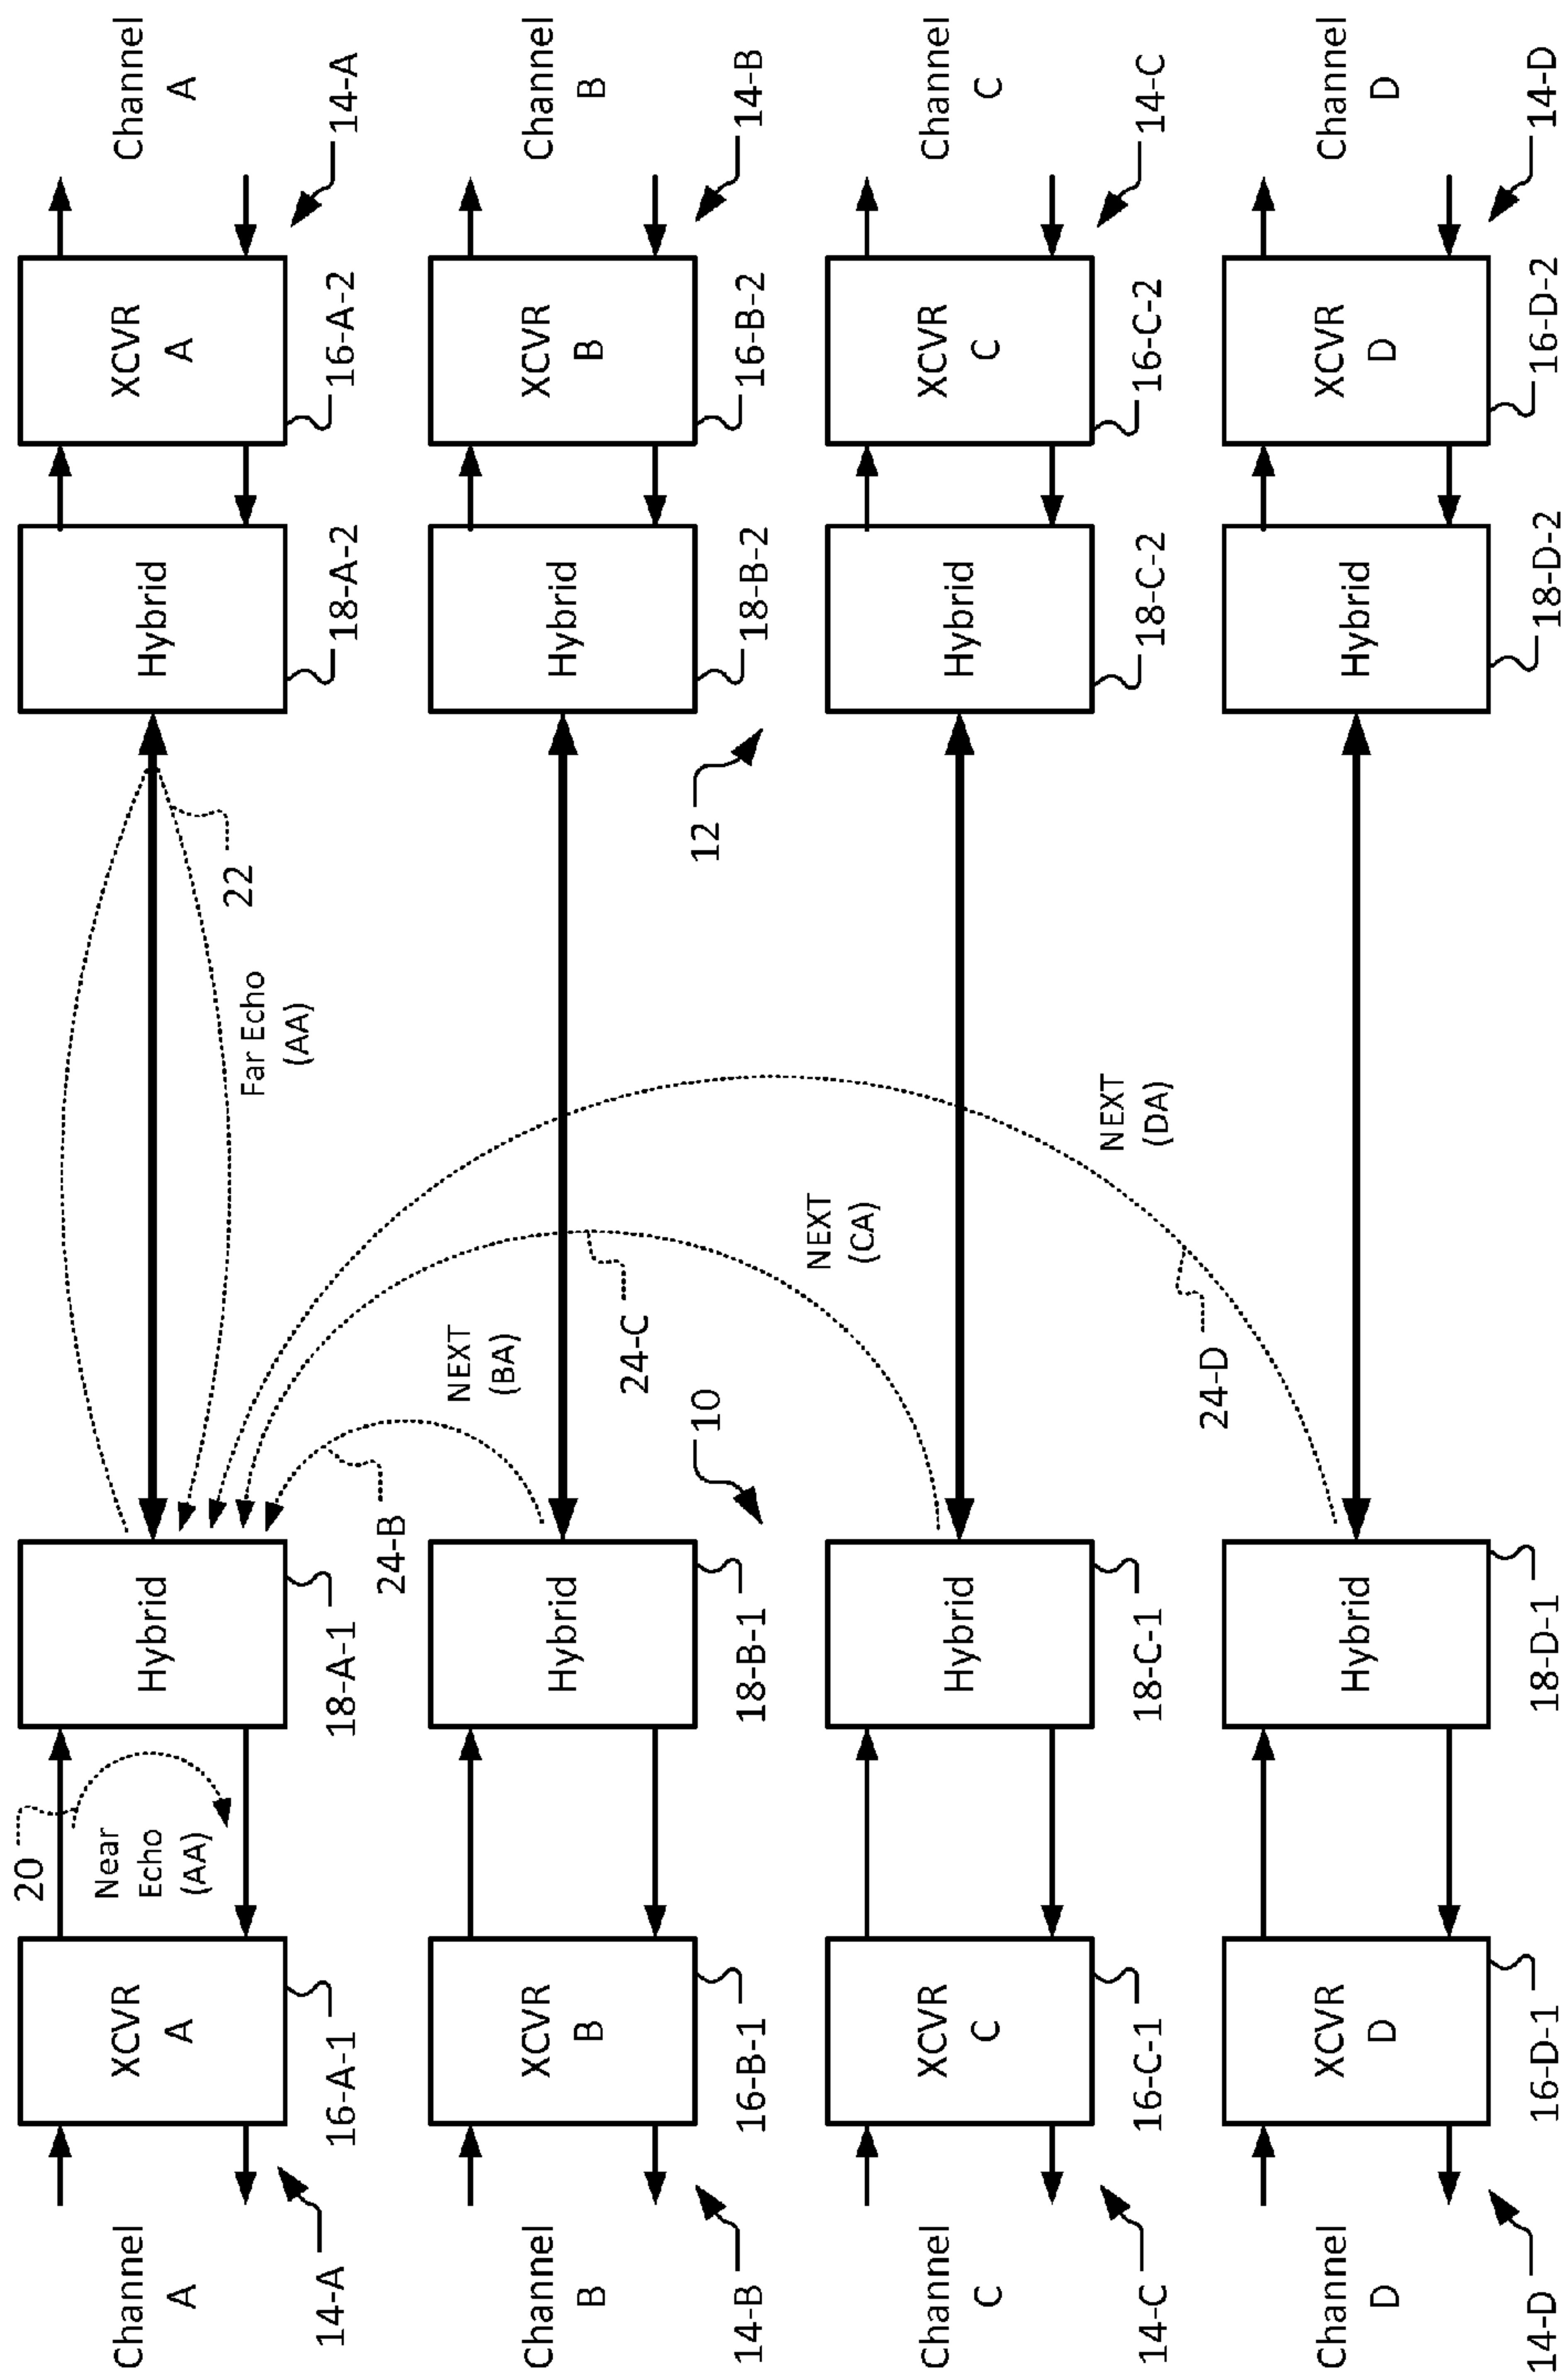 Channel
A
14-A
XCVR
A
16-A-1
20
Near
Echo
(AA)
Hybrid
18-A-1
Far Echo
(AA)
22
Hybrid
18-A-2
XCVR
A
16-A-2
Channel
A
14-A
Channel
B
14-B
XCVR
B
16-B-1
Hybrid
18-B-1
24-B
NEXT
(BA)
Hybrid
18-B-2
XCVR
B
16-B-2
Channel
B
14-B
10
24-C
NEXT
(CA)
12
Channel
C
14-C
XCVR
C
16-C-1
Hybrid
18-C-1
NEXT
(DA)
Hybrid
18-C-2
XCVR
C
16-C-2
Channel
C
14-C
24-D
Channel
D
14-D
XCVR
D
16-D-1
Hybrid
18-D-1
Hybrid
18-D-2
XCVR
D
16-D-2
Channel
D
14-D